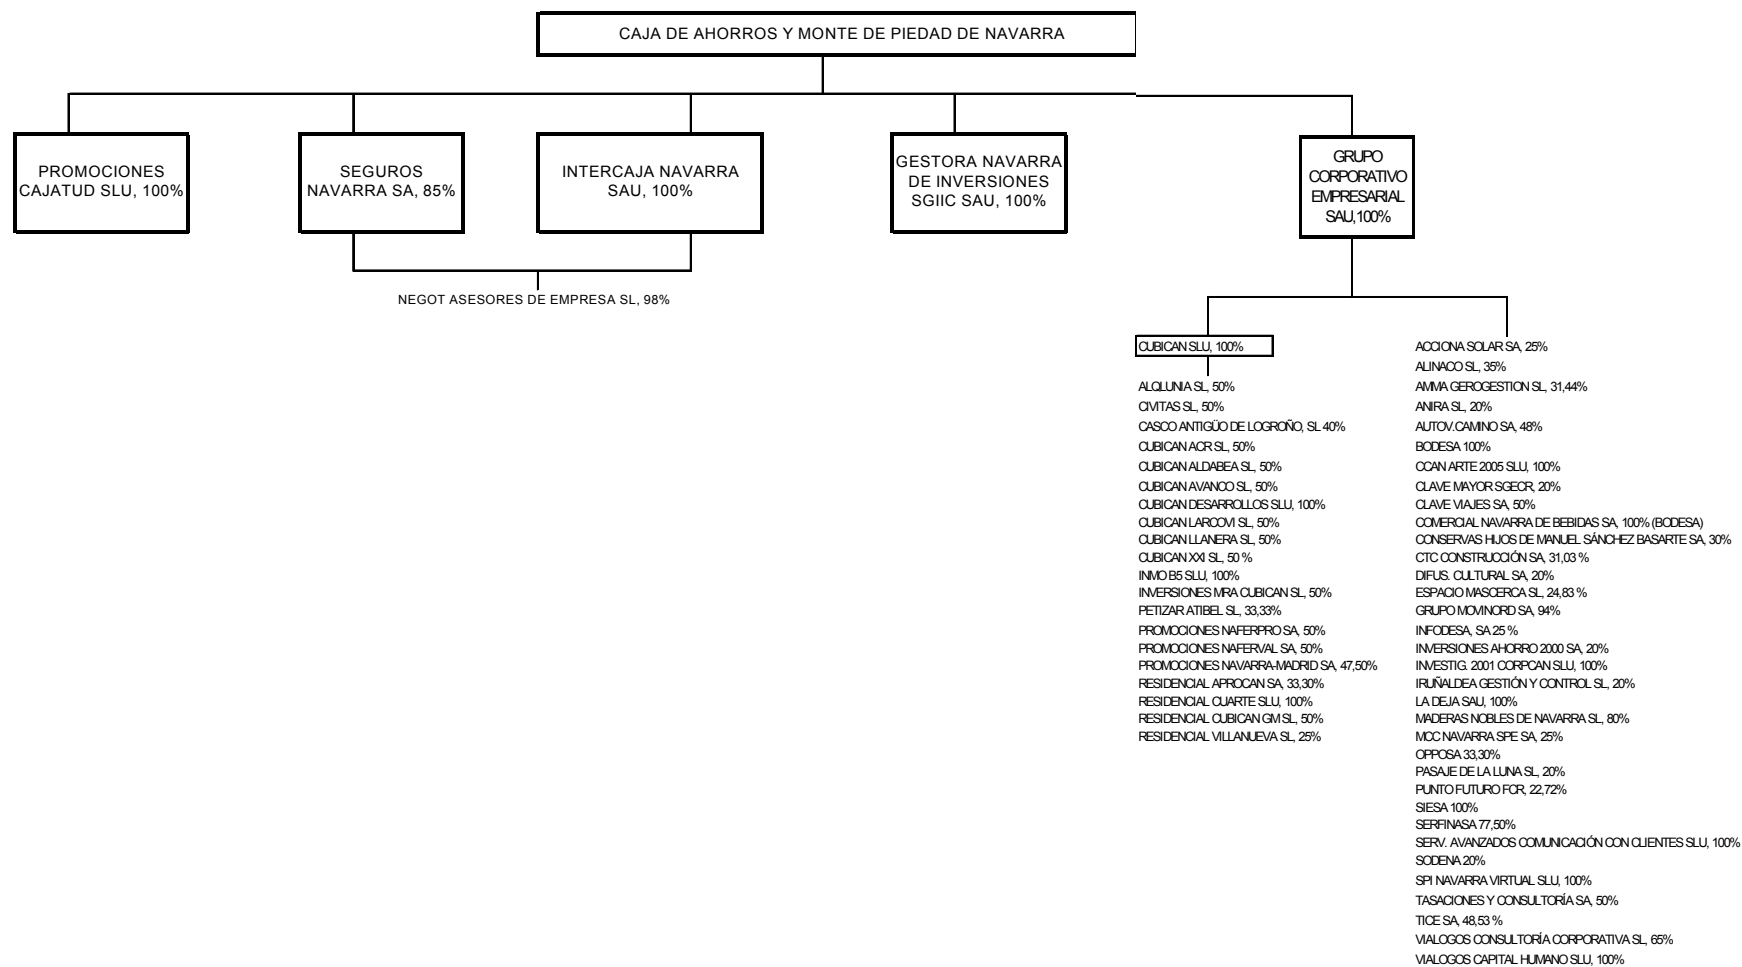 CAJA DE AHORROS Y MONTE DE PIEDAD DE NAVARRA
PROMOCIONES
CAJATUD SLU, 100%
SEGUROS
NAVARRA SA, 85%
INTERCAJA NAVARRA
SAU, 100%
GESTORA NAVARRA
DE INVERSIONES
SGIIC SAU, 100%
GRUPO
CORPORATIVO
EMPRESARIAL
SAU,100%
NEGOT ASESORES DE EMPRESA SL, 98%
CUBICAN SLU, 100%
ALQLUNIA SL, 50%
CIVITAS SL, 50%
CASCO ANTIGÜO DE LOGROÑO, SL 40%
CUBICAN ACR SL, 50%
CUBICAN ALDABEA SL, 50%
CUBICAN AVANCO SL, 50%
CUBICAN DESARROLLOS SLU, 100%
CUBICAN LARCOVI SL, 50%
CUBICAN LLANERA SL, 50%
CUBICAN XXI SL, 50 %
INMO B5 SLU, 100%
INVERSIONES MRA CUBICAN SL, 50%
PETIZAR ATIBEL SL, 33,33%
PROMOCIONES NAFERPRO SA, 50%
PROMOCIONES NAFERVAL SA, 50%
PROMOCIONES NAVARRA-MADRID SA, 47,50%
RESIDENCIAL APROCAN SA, 33,30%
RESIDENCIAL CUARTE SLU, 100%
RESIDENCIAL CUBICAN GM SL, 50%
RESIDENCIAL VILLANUEVA SL, 25%
ACCIONA SOLAR SA, 25%
ALINACO SL, 35%
AMMA GEROGESTION SL, 31,44%
ANIRA SL, 20%
AUTOV.CAMINO SA, 48%
BODESA 100%
CCAN ARTE 2005 SLU, 100%
CLAVE MAYOR SGECR, 20%
CLAVE VIAJES SA, 50%
COMERCIAL NAVARRA DE BEBIDAS SA, 100% (BODESA)
CONSERVAS HIJOS DE MANUEL SÁNCHEZ BASARTE SA, 30%
CTC CONSTRUCCIÓN SA, 31,03 %
DIFUS. CULTURAL SA, 20%
ESPACIO MASCERCA SL, 24,83 %
GRUPO MOVINORD SA, 94%
INFODESA, SA 25 %
INVERSIONES AHORRO 2000 SA, 20%
INVESTIG. 2001 CORPCAN SLU, 100%
IRUÑALDEA GESTIÓN Y CONTROL SL, 20%
LA DEJA SAU, 100%
MADERAS NOBLES DE NAVARRA SL, 80%
MCC NAVARRA SPE SA, 25%
OPPOSA 33,30%
PASAJE DE LA LUNA SL, 20%
PUNTO FUTURO FCR, 22,72%
SIESA 100%
SERFINASA 77,50%
SERV. AVANZADOS COMUNICACIÓN CON CLIENTES SLU, 100%
SODENA 20%
SPI NAVARRA VIRTUAL SLU, 100%
TASACIONES Y CONSULTORÍA SA, 50%
TICE SA, 48,53 %
VIALOGOS CONSULTORÍA CORPORATIVA SL, 65%
VIALOGOS CAPITAL HUMANO SLU, 100%